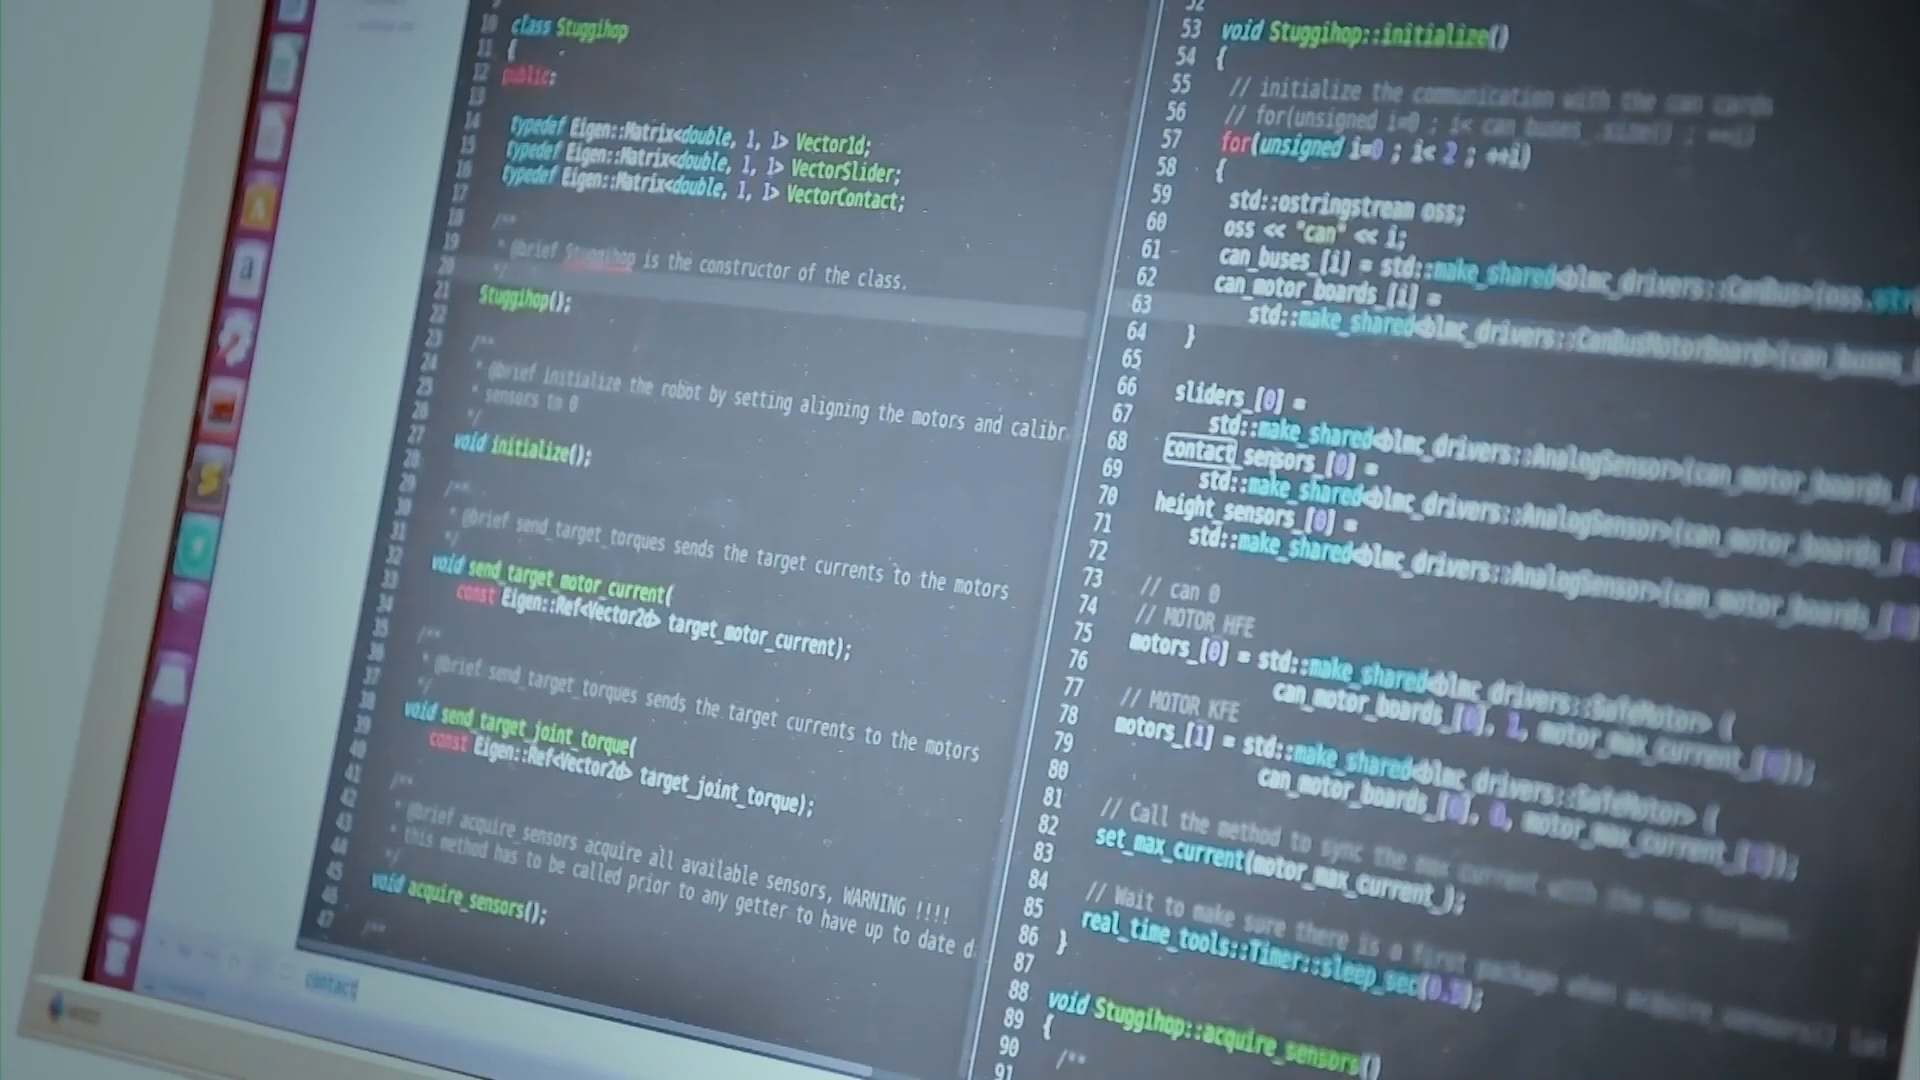 10 class Stuggihop
11 {
12 public:
13
14 typedef Eigen::Matrix<double, 1, 1> Vector1d;
15 typedef Eigen::Matrix<double, 1, 1> VectorSlider;
16 typedef Eigen::Matrix<double, 1, 1> VectorContact;
17
18 /**
19 * @brief Stuggihop is the constructor of the class.
20 */
21 Stuggihop();
22
23 /**
24 * @brief initialize the robot by setting aligning the motors and calibr
25 * sensors to 0
26 */
27 void initialize();
28
29 /**
30 * @brief send_target_torques sends the target currents to the motors
31 */
32 void send_target_motor_current(
33 const Eigen::Ref<Vector2d> target_motor_current);
34
35 /**
36 * @brief send_target_torques sends the target currents to the motors
37 */
38 void send_target_joint_torque(
39 const Eigen::Ref<Vector2d> target_joint_torque);
40
41 /**
42 * @brief acquire_sensors acquire all available sensors, WARNING !!!!
43 * this method has to be called prior to any getter to have up to date d
44 */
45 void acquire_sensors();
46
47 /**
contact
52
53 void Stuggihop::initialize()
54 {
55 // initialize the communication with the can cards
56 // for(unsigned i=0 ; i< can_buses_.size() ; ++i)
57 for(unsigned i=0 ; i< 2 ; ++i)
58 {
59 std::ostringstream oss;
60 oss << "can" << i;
61 can_buses_[i] = std::make_shared<blmc_drivers::CanBus>(oss.str
62 can_motor_boards_[i] =
63 std::make_shared<blmc_drivers::CanBusMotorBoard>(can_buses_
64 }
65
66 sliders_[0] =
67 std::make_shared<blmc_drivers::AnalogSensor>(can_motor_boards_[
68 contact_sensors_[0] =
69 std::make_shared<blmc_drivers::AnalogSensor>(can_motor_boards_[
70 height_sensors_[0] =
71 std::make_shared<blmc_drivers::AnalogSensor>(can_motor_boards_[
72
73 // can 0
74 // MOTOR HFE
75 motors_[0] = std::make_shared<blmc_drivers::SafeMotor> (
76 can_motor_boards_[0], 1, motor_max_current_[0]);
77 // MOTOR KFE
78 motors_[1] = std::make_shared<blmc_drivers::SafeMotor> (
79 can_motor_boards_[0], 0, motor_max_current_[1]);
80
81 // Call the method to sync the max current with the max torques.
82 set_max_current(motor_max_current_);
83
84 // Wait to make sure there is a first package when acquire_sensors()
85 real_time_tools::Timer::sleep_sec(0.5);
86 }
87
88 void Stuggihop::acquire_sensors()
89 {
90 /**
91